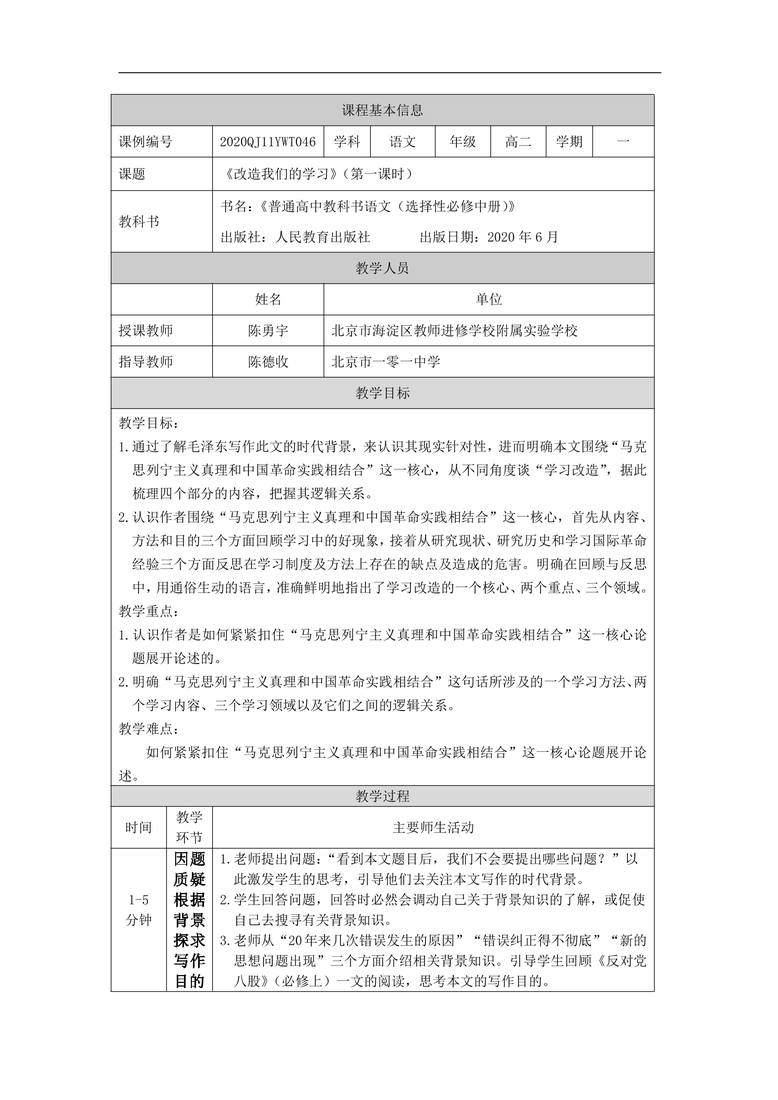 课程基本信息
课例编号 2020QJ11YWT046 学科 语文 年级 高二 学期 一
课题 《改造我们的学习》（第一课时）
教科书 书名：《普通高中教科书语文（选择性必修中册）》
出版社：人民教育出版社 出版日期：2020 年 6 月
教学人员
姓名 单位
授课教师 陈勇宇 北京市海淀区教师进修学校附属实验学校
指导教师 陈德收 北京市一零一中学
教学目标
教学目标：
1.通过了解毛泽东写作此文的时代背景，来认识其现实针对性，进而明确本文围绕“马克
思列宁主义真理和中国革命实践相结合”这一核心，从不同角度谈“学习改造”，据此
梳理四个部分的内容，把握其逻辑关系。
2.认识作者围绕“马克思列宁主义真理和中国革命实践相结合”这一核心，首先从内容、
方法和目的三个方面回顾学习中的好现象，接着从研究现状、研究历史和学习国际革命
经验三个方面反思在学习制度及方法上存在的缺点及造成的危害。明确在回顾与反思
中，用通俗生动的语言，准确鲜明地指出了学习改造的一个核心、两个重点、三个领域。
教学重点：
1.认识作者是如何紧紧扣住“马克思列宁主义真理和中国革命实践相结合”这一核心论
题展开论述的。
2.明确“马克思列宁主义真理和中国革命实践相结合”这句话所涉及的一个学习方法、两
个学习内容、三个学习领域以及它们之间的逻辑关系。
教学难点：
如何紧紧扣住“马克思列宁主义真理和中国革命实践相结合”这一核心论题展开论
述。
教学过程
时间 教学环节 主要师生活动
1-5
分钟
因题
质疑
根据
背景
探求
写作
目的
1.老师提出问题：“看到本文题目后，我们不会要提出哪些问题？”以
此激发学生的思考，引导他们去关注本文写作的时代背景。
2.学生回答问题，回答时必然会调动自己关于背景知识的了解，或促使
自己去搜寻有关背景知识。
3.老师从“20 年来几次错误发生的原因”“错误纠正得不彻底”“新的
思想问题出现”三个方面介绍相关背景知识。引导学生回顾《反对党
八股》（必修上）一文的阅读，思考本文的写作目的。